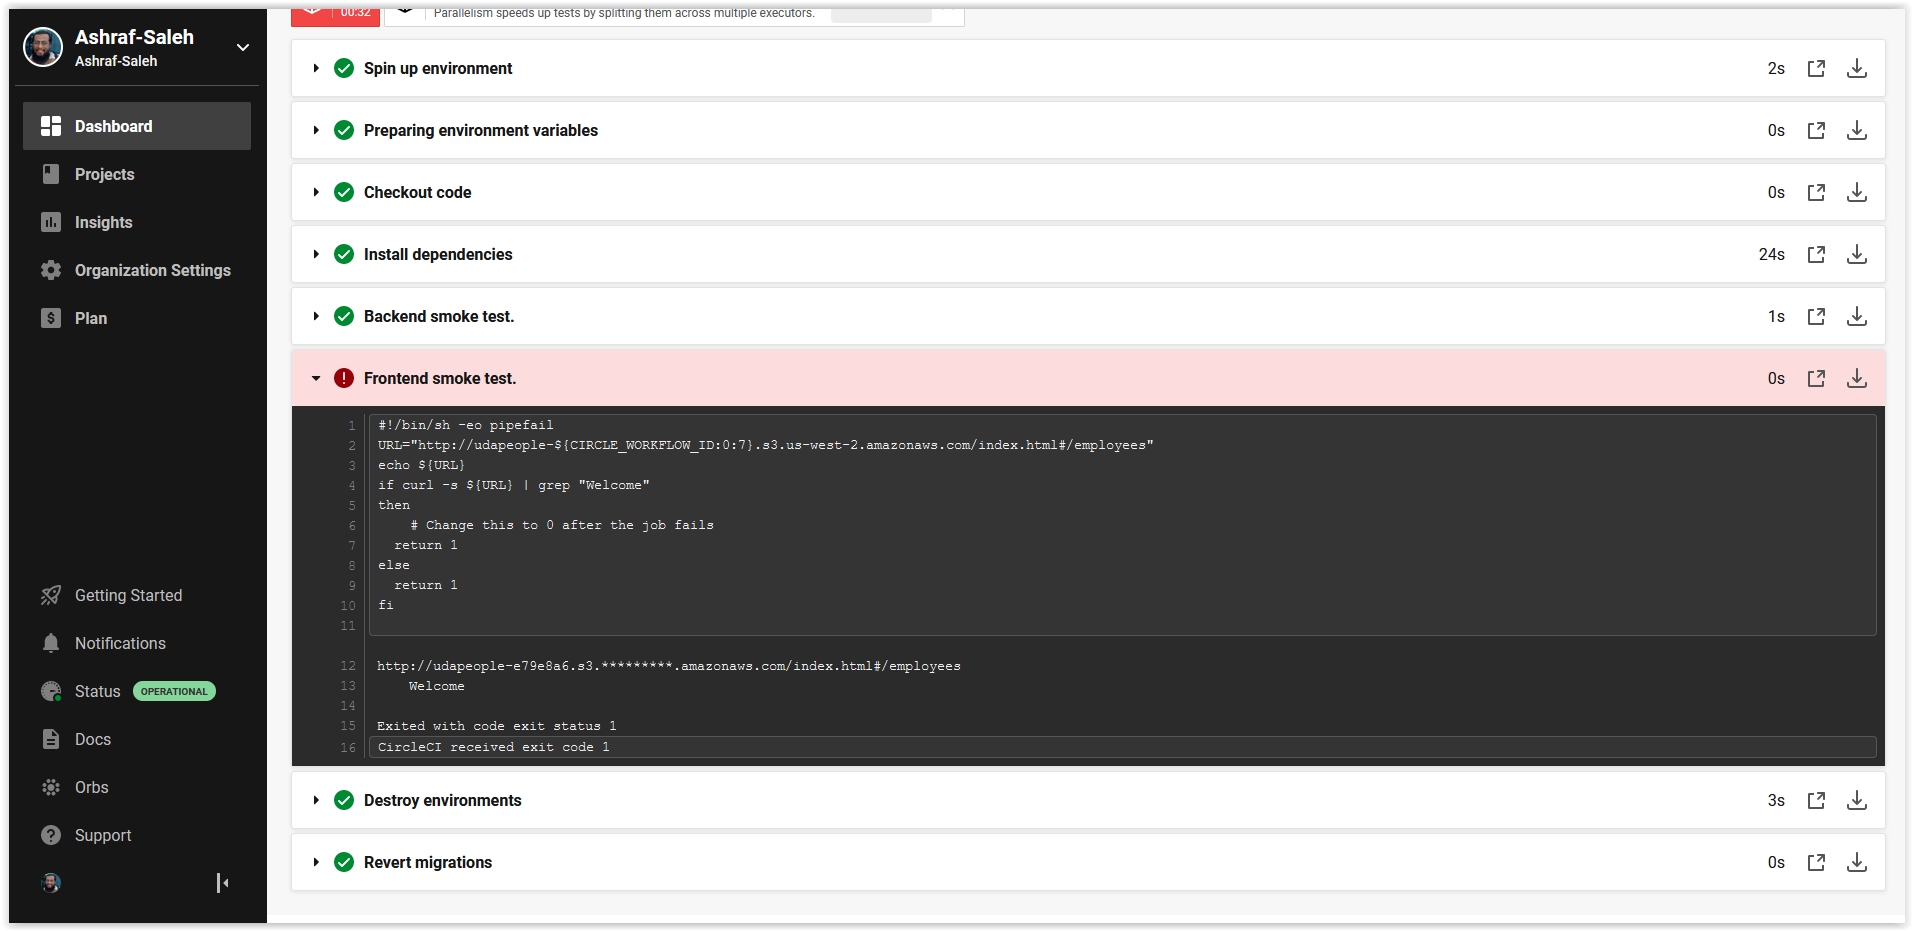 Ashraf-Saleh
Ashraf-Saleh
Dashboard
Projects
Insights
Organization Settings
Plan
Getting Started
Notifications
Status OPERATIONAL
Docs
Orbs
Support
00:32
Parallelism speeds up tests by splitting them across multiple executors.
Spin up environment 2s
Preparing environment variables 0s
Checkout code 0s
Install dependencies 24s
Backend smoke test. 1s
Frontend smoke test. 0s
1 #!/bin/sh -eo pipefail
2 URL="http://udapeople-${CIRCLE_WORKFLOW_ID:0:7}.s3.us-west-2.amazonaws.com/index.html#/employees"
3 echo ${URL}
4 if curl -s ${URL} | grep "Welcome"
5 then
6 # Change this to 0 after the job fails
7 return 1
8 else
9 return 1
10 fi
11
12 http://udapeople-e79e8a6.s3.*********.amazonaws.com/index.html#/employees
13 Welcome
14
15 Exited with code exit status 1
16 CircleCI received exit code 1
Destroy environments 3s
Revert migrations 0s